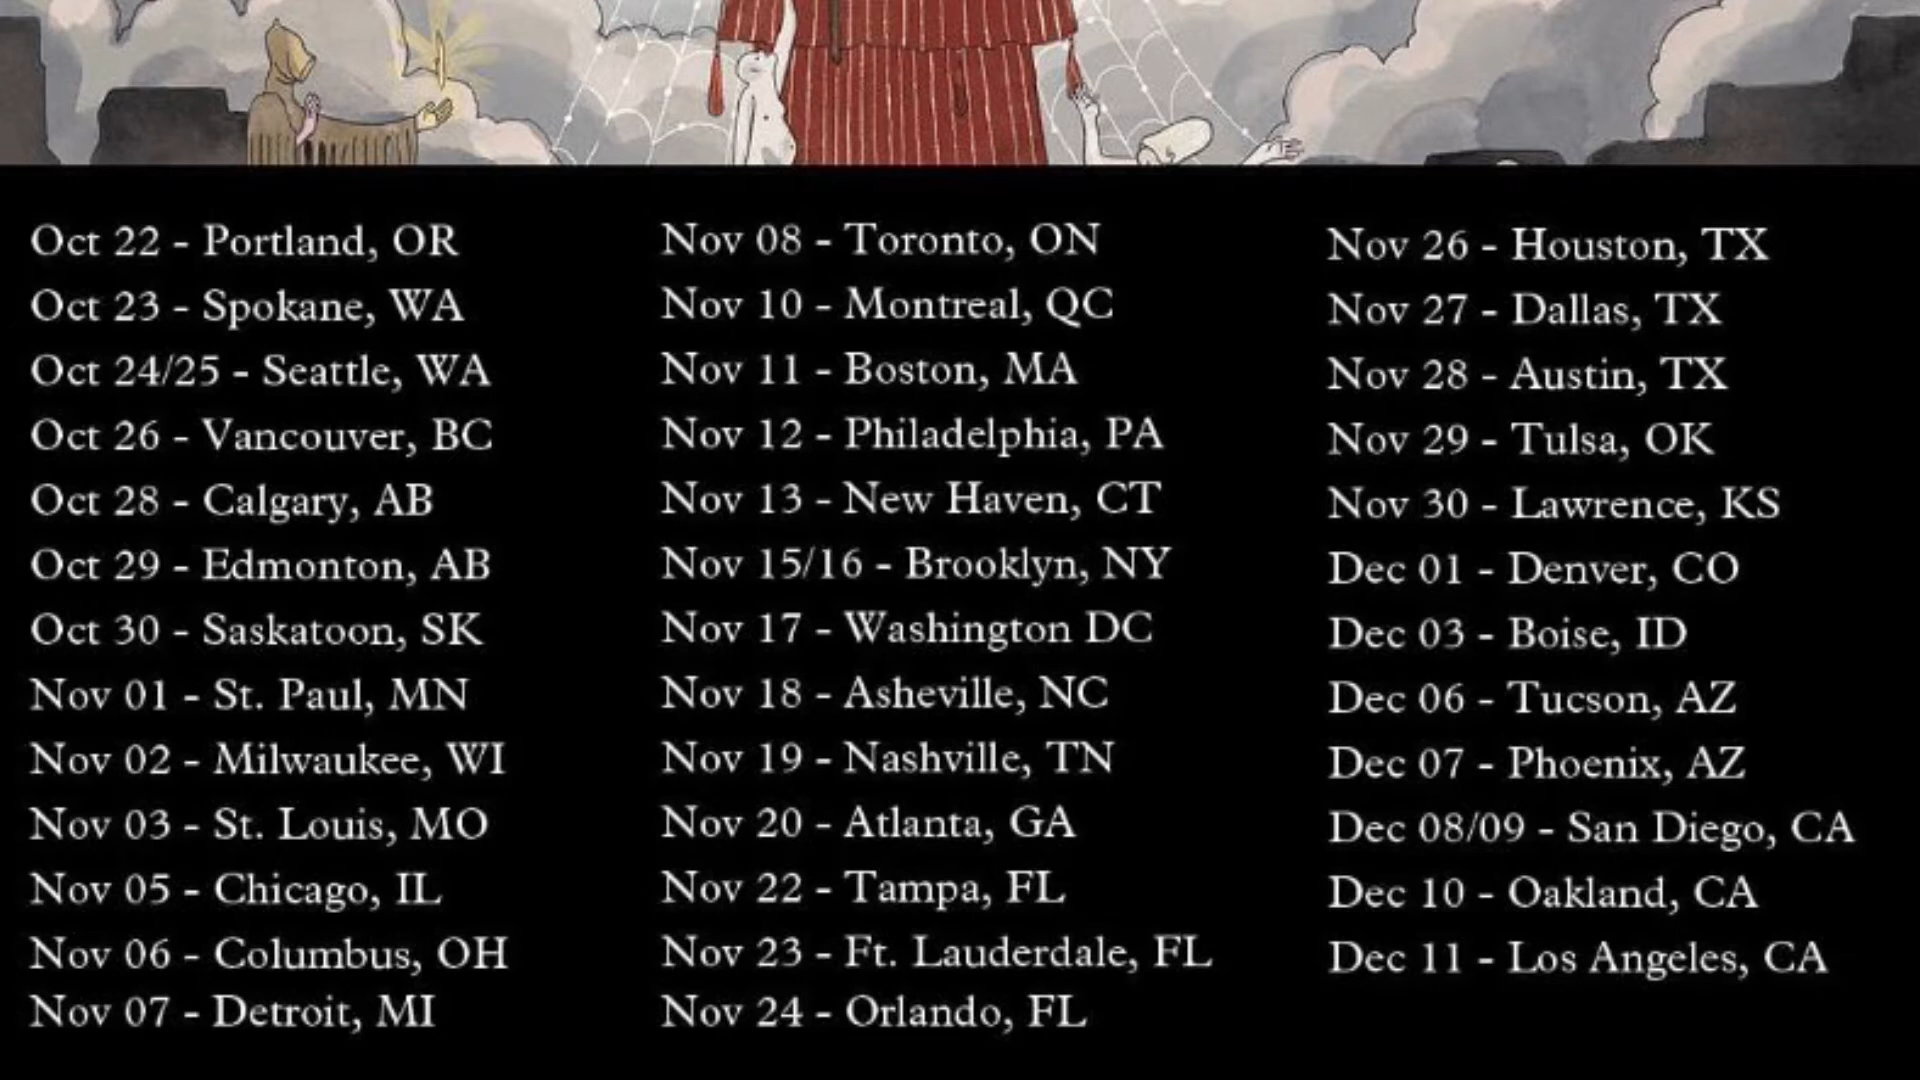 Oct 22 - Portland, OR
Oct 23 - Spokane, WA
Oct 24/25 - Seattle, WA
Oct 26 - Vancouver, BC
Oct 28 - Calgary, AB
Oct 29 - Edmonton, AB
Oct 30 - Saskatoon, SK
Nov 01 - St. Paul, MN
Nov 02 - Milwaukee, WI
Nov 03 - St. Louis, MO
Nov 05 - Chicago, IL
Nov 06 - Columbus, OH
Nov 07 - Detroit, MI
Nov 08 - Toronto, ON
Nov 10 - Montreal, QC
Nov 11 - Boston, MA
Nov 12 - Philadelphia, PA
Nov 13 - New Haven, CT
Nov 15/16 - Brooklyn, NY
Nov 17 - Washington DC
Nov 18 - Asheville, NC
Nov 19 - Nashville, TN
Nov 20 - Atlanta, GA
Nov 22 - Tampa, FL
Nov 23 - Ft. Lauderdale, FL
Nov 24 - Orlando, FL
Nov 26 - Houston, TX
Nov 27 - Dallas, TX
Nov 28 - Austin, TX
Nov 29 - Tulsa, OK
Nov 30 - Lawrence, KS
Dec 01 - Denver, CO
Dec 03 - Boise, ID
Dec 06 - Tucson, AZ
Dec 07 - Phoenix, AZ
Dec 08/09 - San Diego, CA
Dec 10 - Oakland, CA
Dec 11 - Los Angeles, CA